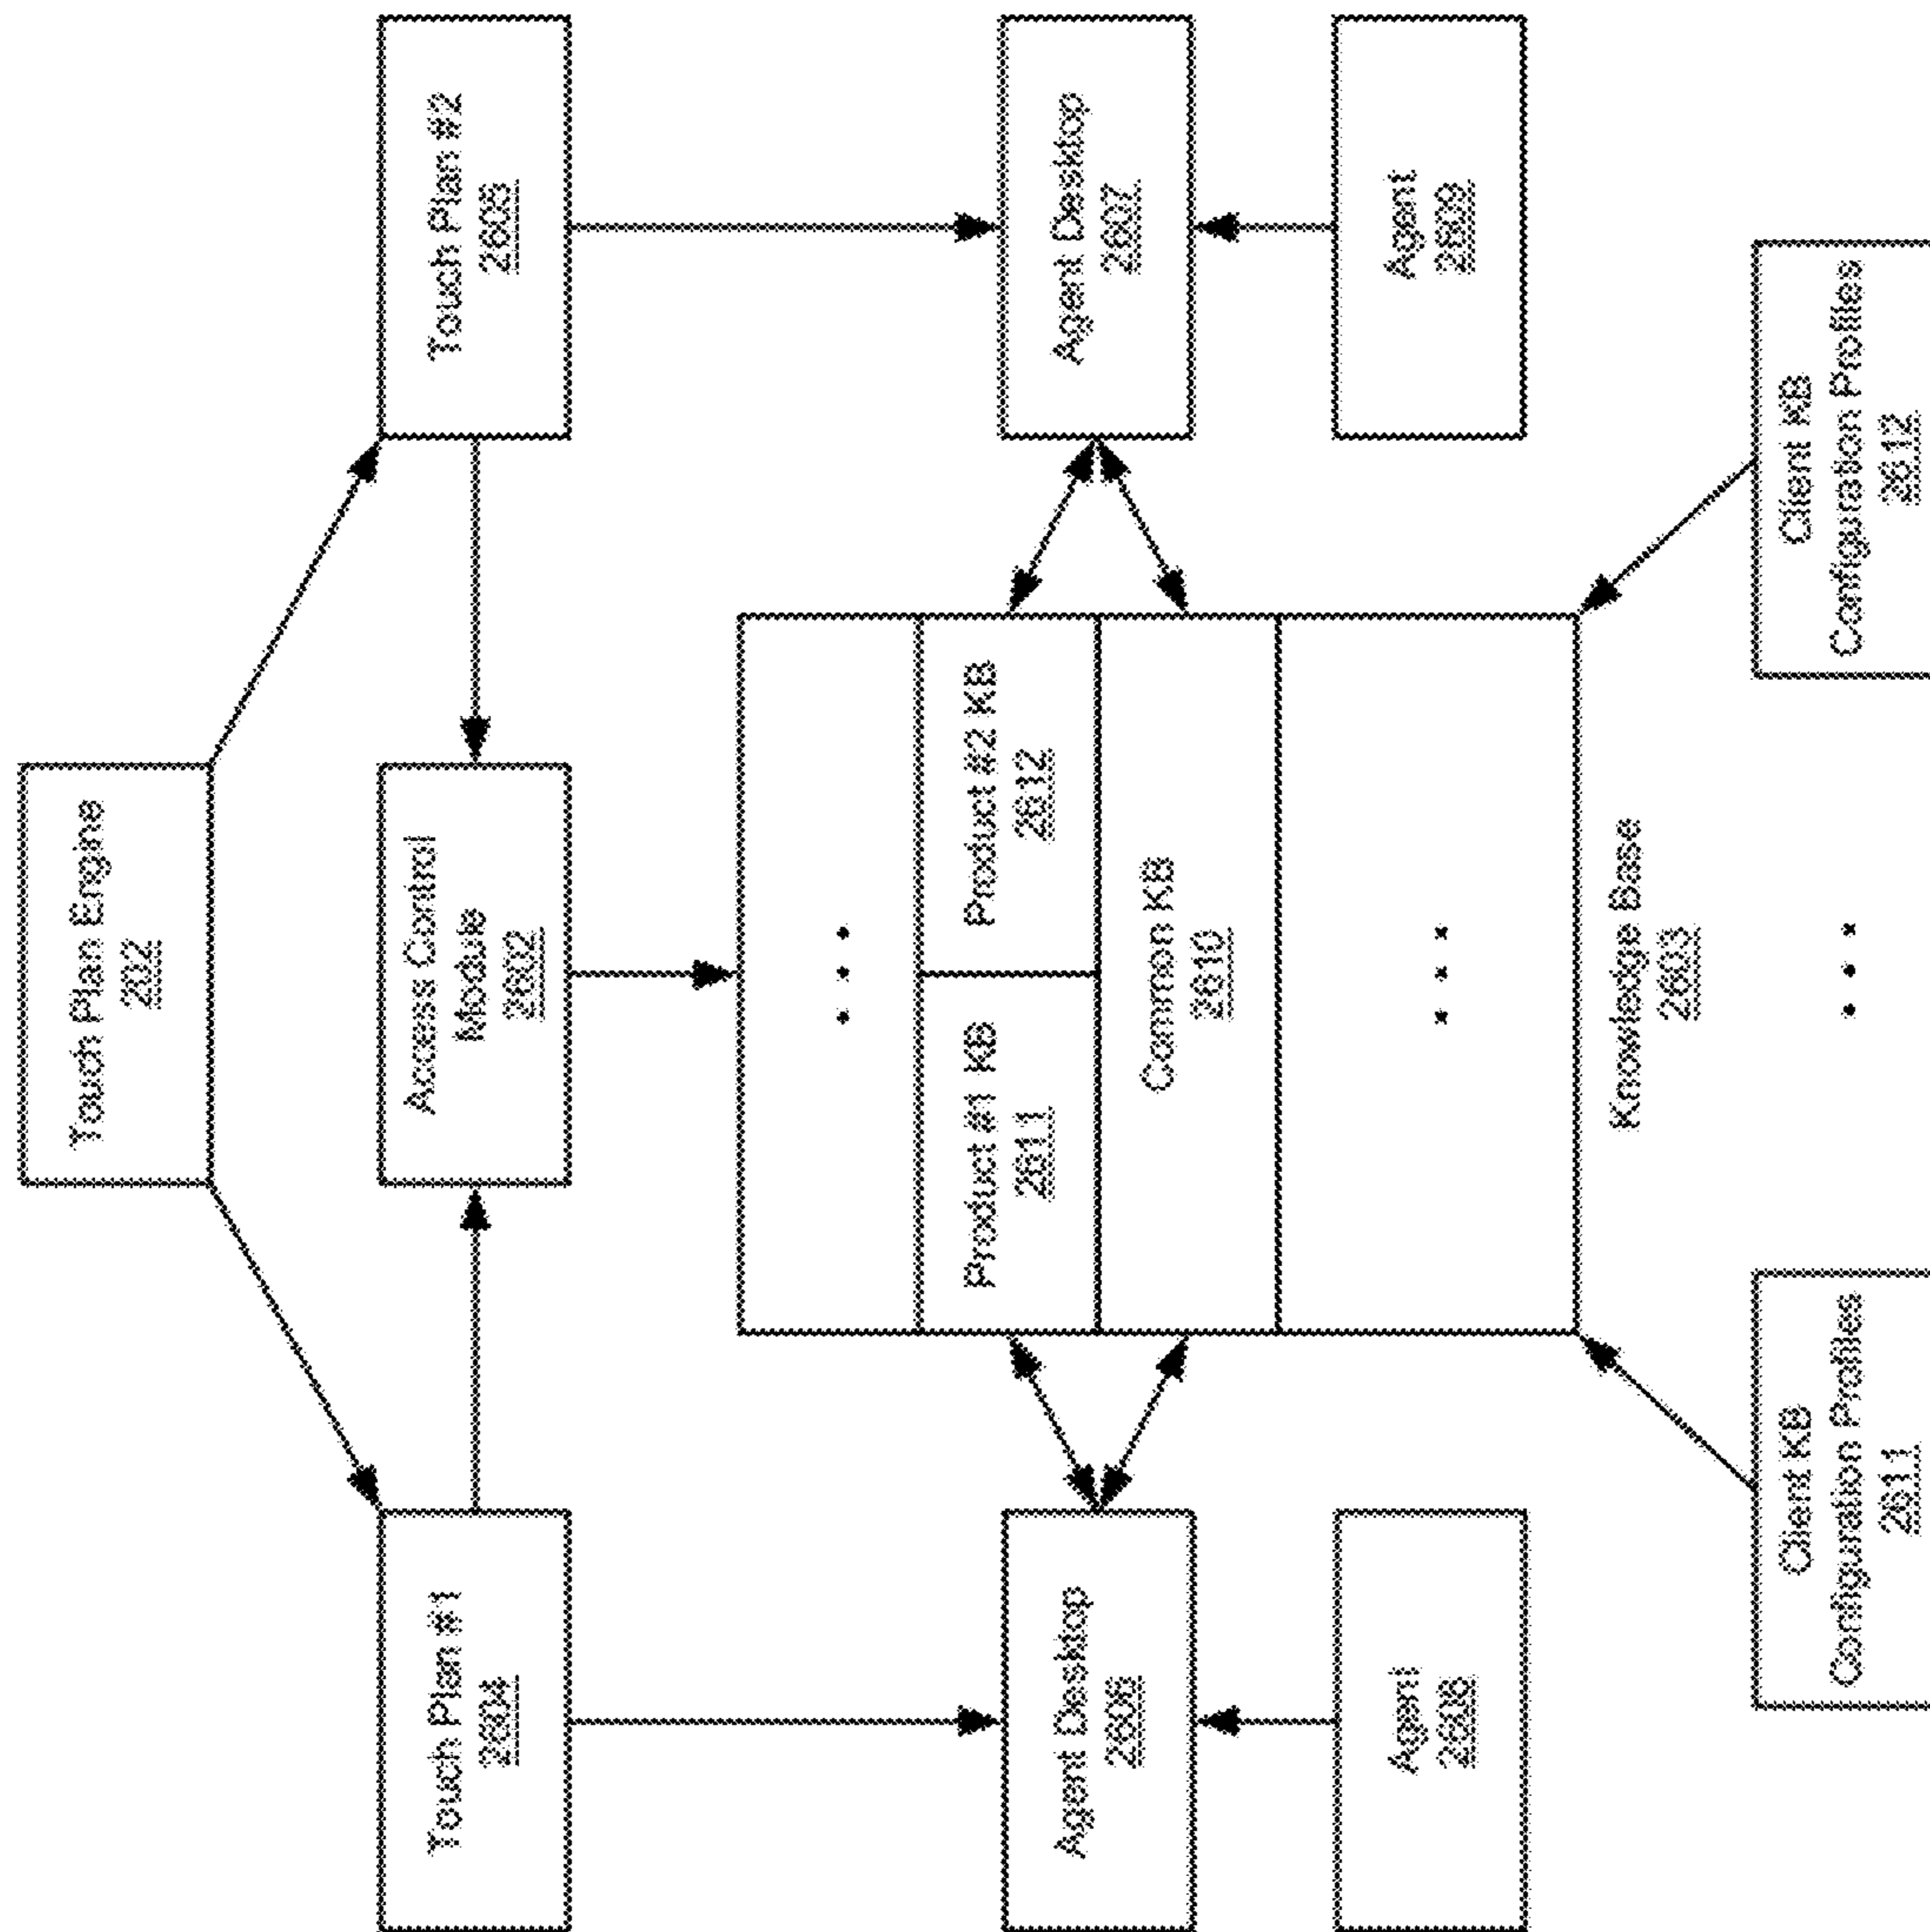 Touch Plan Engine
202
Touch Plan #1
2604
Access Control
Module
2602
Touch Plan #2
2605
...
Product #1 KB
2611
Product #2 KB
2612
Agent Desktop
2606
Agent Desktop
2607
Common KB
2610
Agent
2608
...
Agent
2609
Knowledge Base
2603
Client KB
Configuration Profiles
2611
...
Client KB
Configuration Profiles
2612